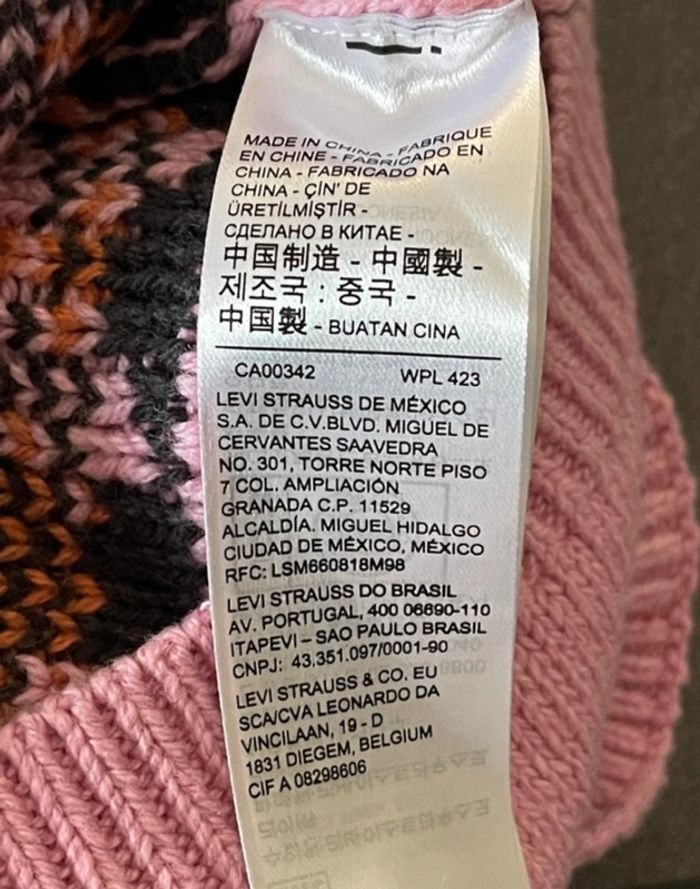 MADE IN CHINA - FABRIQUE
EN CHINE - FABRICADO EN
CHINA - FABRICADO NA
CHINA - ÇİN' DE
ÜRETİLMİŞTİR -
СДЕЛАНО В КИТАЕ -
中国制造 - 中國製 -
제조국 : 중국 -
中国製 - BUATAN CINA
CA00342 WPL 423
LEVI STRAUSS DE MÉXICO
S.A. DE C.V.BLVD. MIGUEL DE
CERVANTES SAAVEDRA
NO. 301, TORRE NORTE PISO
7 COL. AMPLIACIÓN
GRANADA C.P. 11529
ALCALDÍA. MIGUEL HIDALGO
CIUDAD DE MÉXICO, MÉXICO
RFC: LSM660818M98
LEVI STRAUSS DO BRASIL
AV. PORTUGAL, 400 06690-110
ITAPEVI – SAO PAULO BRASIL
CNPJ: 43.351.097/0001-90
LEVI STRAUSS & CO. EU
SCA/CVA LEONARDO DA
VINCILAAN, 19 - D
1831 DIEGEM, BELGIUM
CIF A 08298606